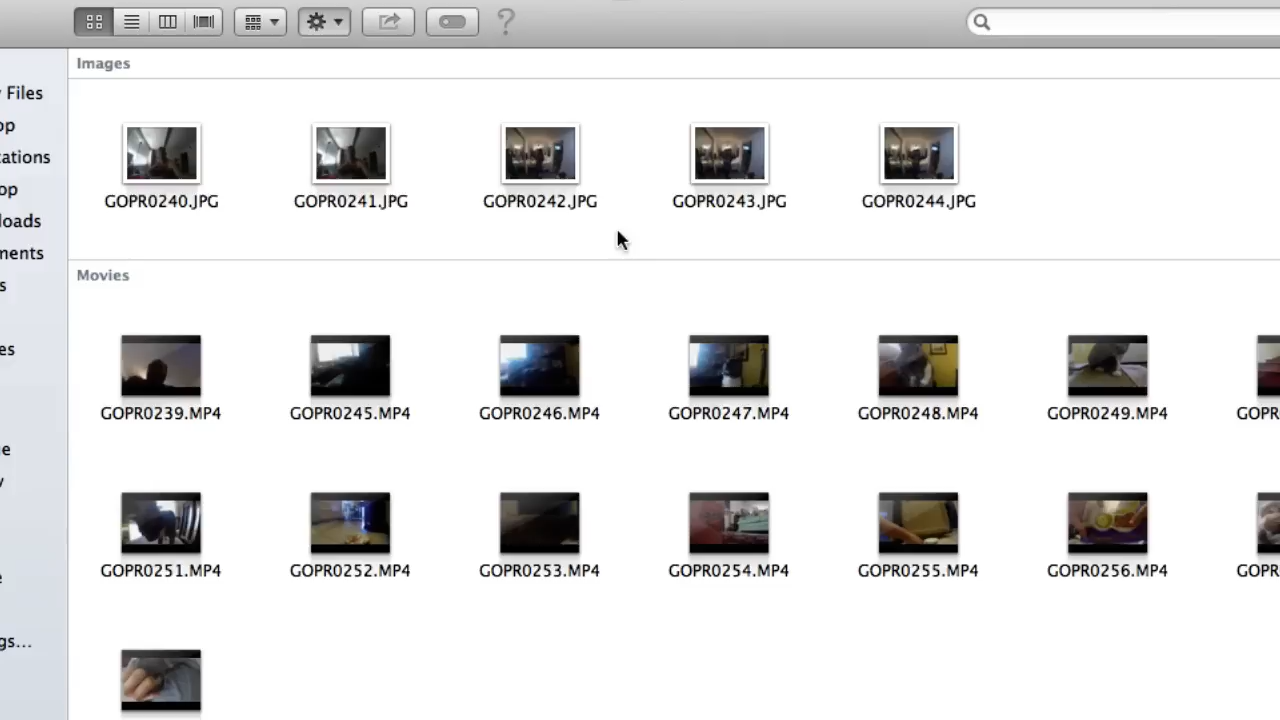 Images
Files
op
ations
op
loads
ments
s
es
e
y
e
gs...
GOPR0240.JPG GOPR0241.JPG GOPR0242.JPG GOPR0243.JPG GOPR0244.JPG
Movies
GOPR0239.MP4 GOPR0245.MP4 GOPR0246.MP4 GOPR0247.MP4 GOPR0248.MP4 GOPR0249.MP4 GOPR
GOPR0251.MP4 GOPR0252.MP4 GOPR0253.MP4 GOPR0254.MP4 GOPR0255.MP4 GOPR0256.MP4 GOPR